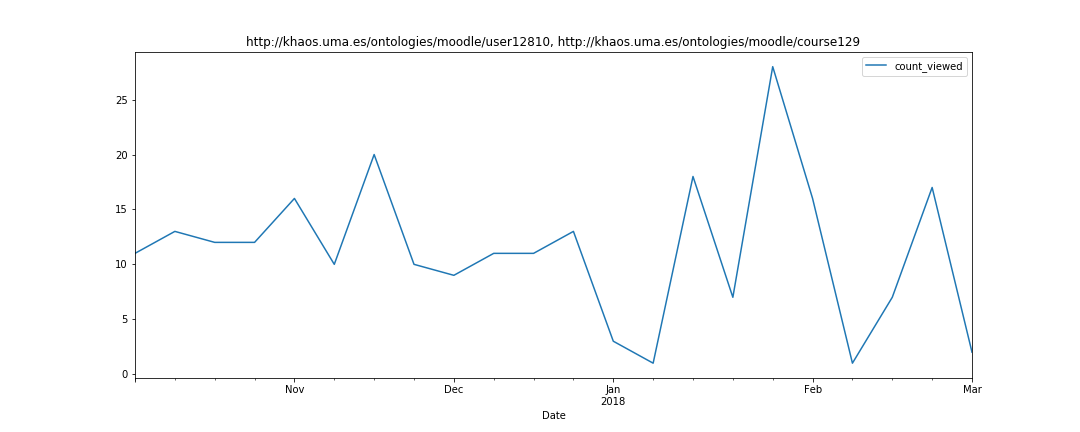 http://khaos.uma.es/ontologies/moodle/user12810, http://khaos.uma.es/ontologies/moodle/course129
count_viewed
25
20
15
10
5
0
Nov Dec Jan Feb Mar
2018
Date